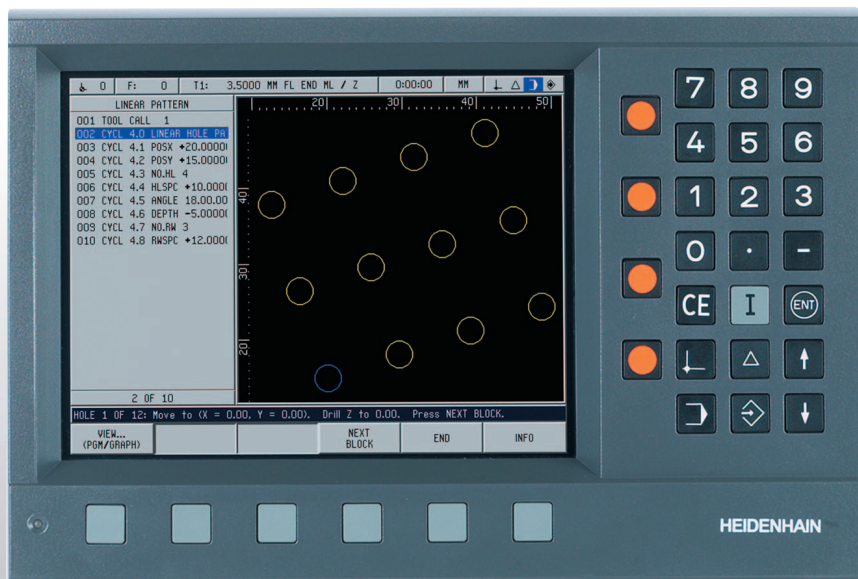 0 F: 0 T1: 3.5000 MM FL END ML / Z 0:00:00 MM
LINEAR PATTERN
001 TOOL CALL 1
002 CYCL 4.0 LINEAR HOLE PA
003 CYCL 4.1 POSX +20.0000
004 CYCL 4.2 POSY +15.0000
005 CYCL 4.3 NO.HL 4
006 CYCL 4.4 HLSPC +10.000(
007 CYCL 4.5 ANGLE 18.00.00
008 CYCL 4.6 DEPTH -5.0000(
009 CYCL 4.7 NO.RW 3
010 CYCL 4.8 RWSPC +12.000(
2 OF 10
20 30 40 50
40
30
20
HOLE 1 OF 12: Move to (X = 0.00, Y = 0.00). Drill Z to 0.00. Press NEXT BLOCK.
VIEW...
(PGM/GRAPH)
NEXT
BLOCK
END
INFO
7 8 9
4 5 6
1 2 3
0 . -
CE I ENT
HEIDENHAIN